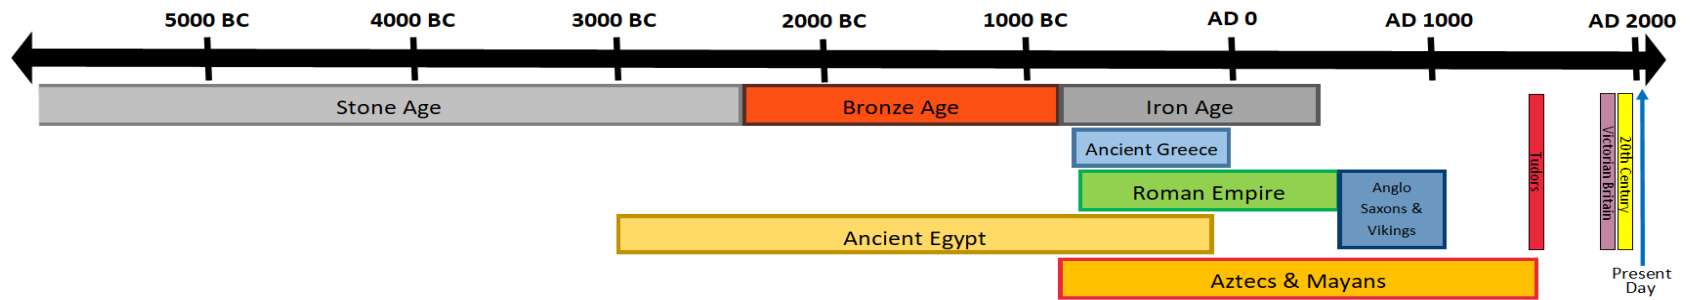 5000 BC 4000 BC 3000 BC 2000 BC 1000 BC AD 0 AD 1000 AD 2000
Stone Age
Bronze Age
Iron Age
Ancient Greece
Roman Empire
Anglo
Saxons &
Vikings
Ancient Egypt
Aztecs & Mayans
Tudors
Victorian Britain
20th Century
Present
Day